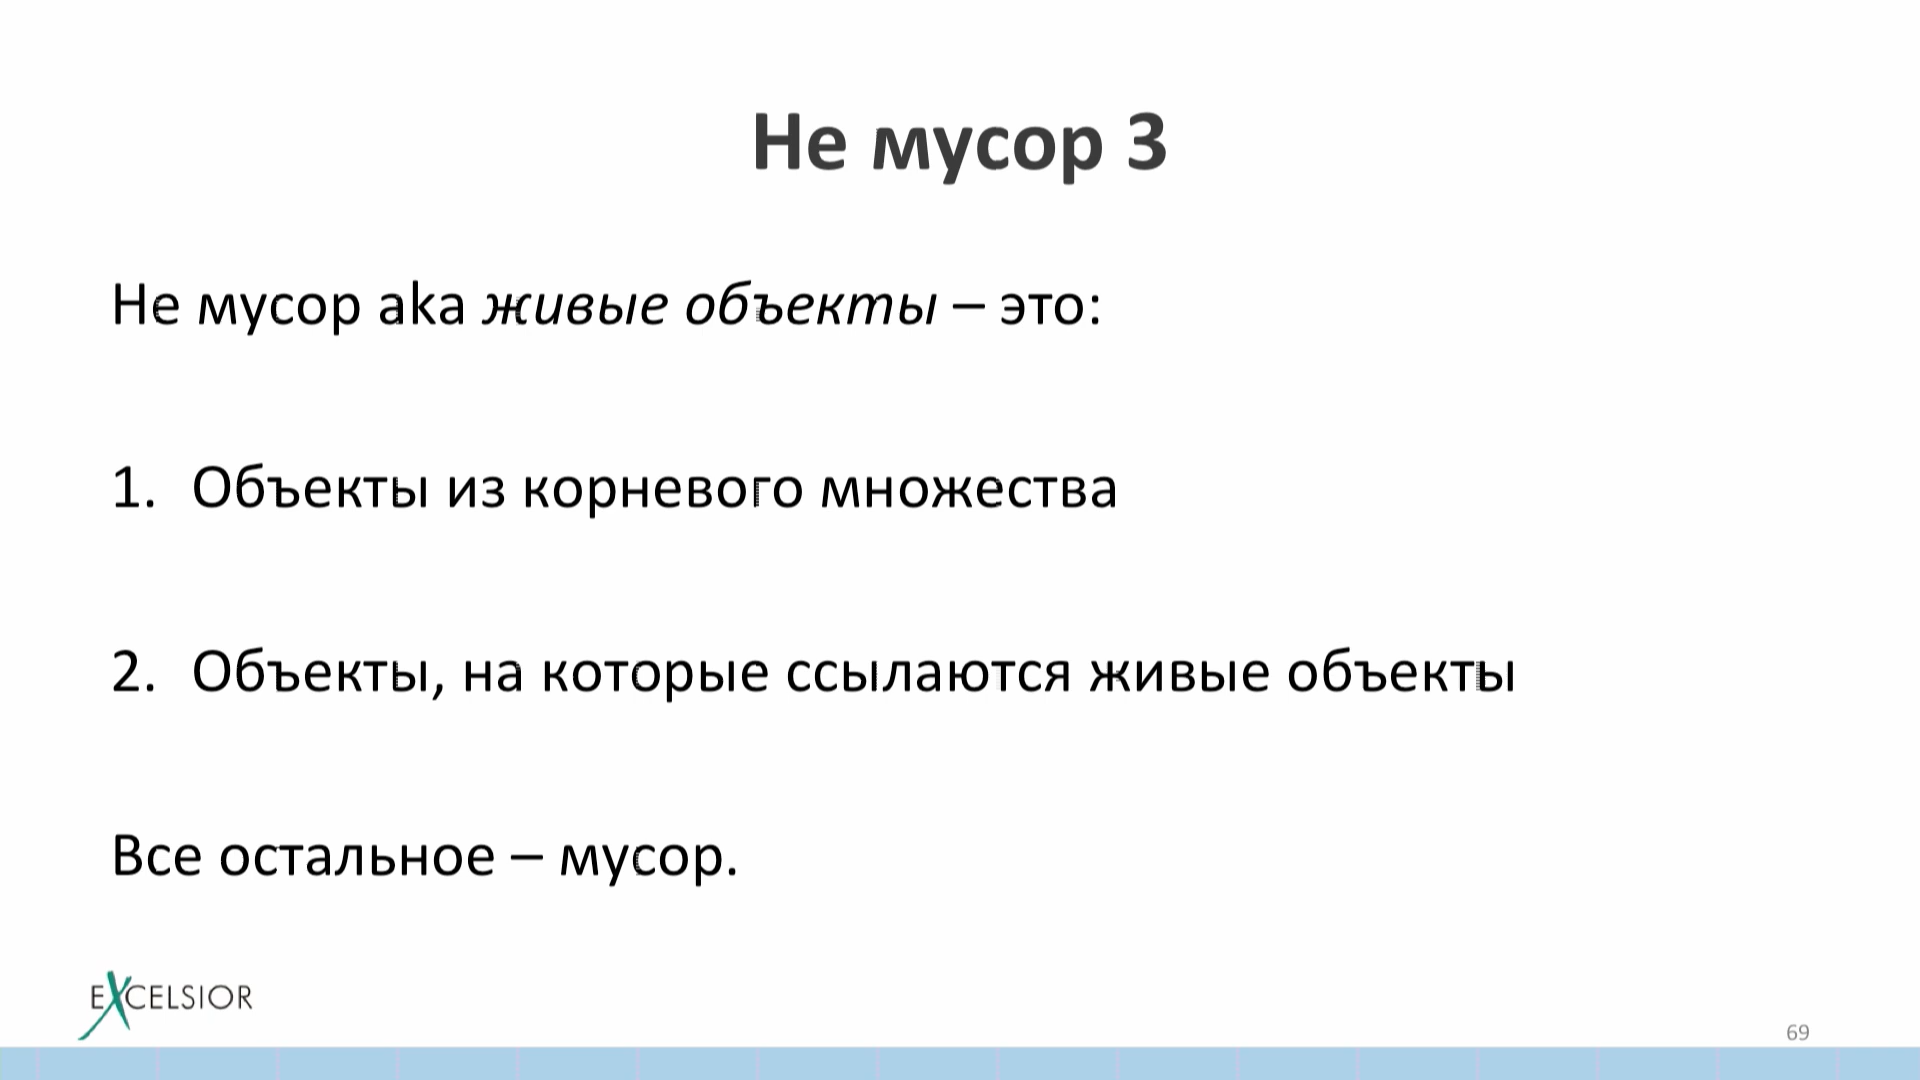 Не мусор 3
Не мусор aka живые объекты – это:
1. Объекты из корневого множества
2. Объекты, на которые ссылаются живые объекты
Все остальное – мусор.
EXCELSIOR
69